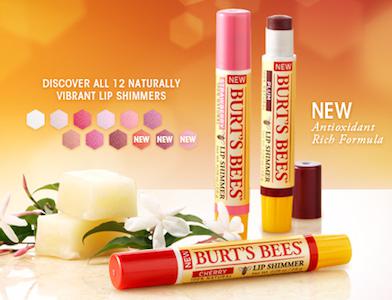 DISCOVER ALL 12 NATURALLY
VIBRANT LIP SHIMMERS
NEW NEW
NEW
NEW
Antioxidant
Rich Formula
NEW
BURT'S BEES
LIP SHIMMER
NEW
PLUM
BURT'S BEES
LIP SHIMMER
NEW
CHERRY
BURT'S BEES
LIP SHIMMER